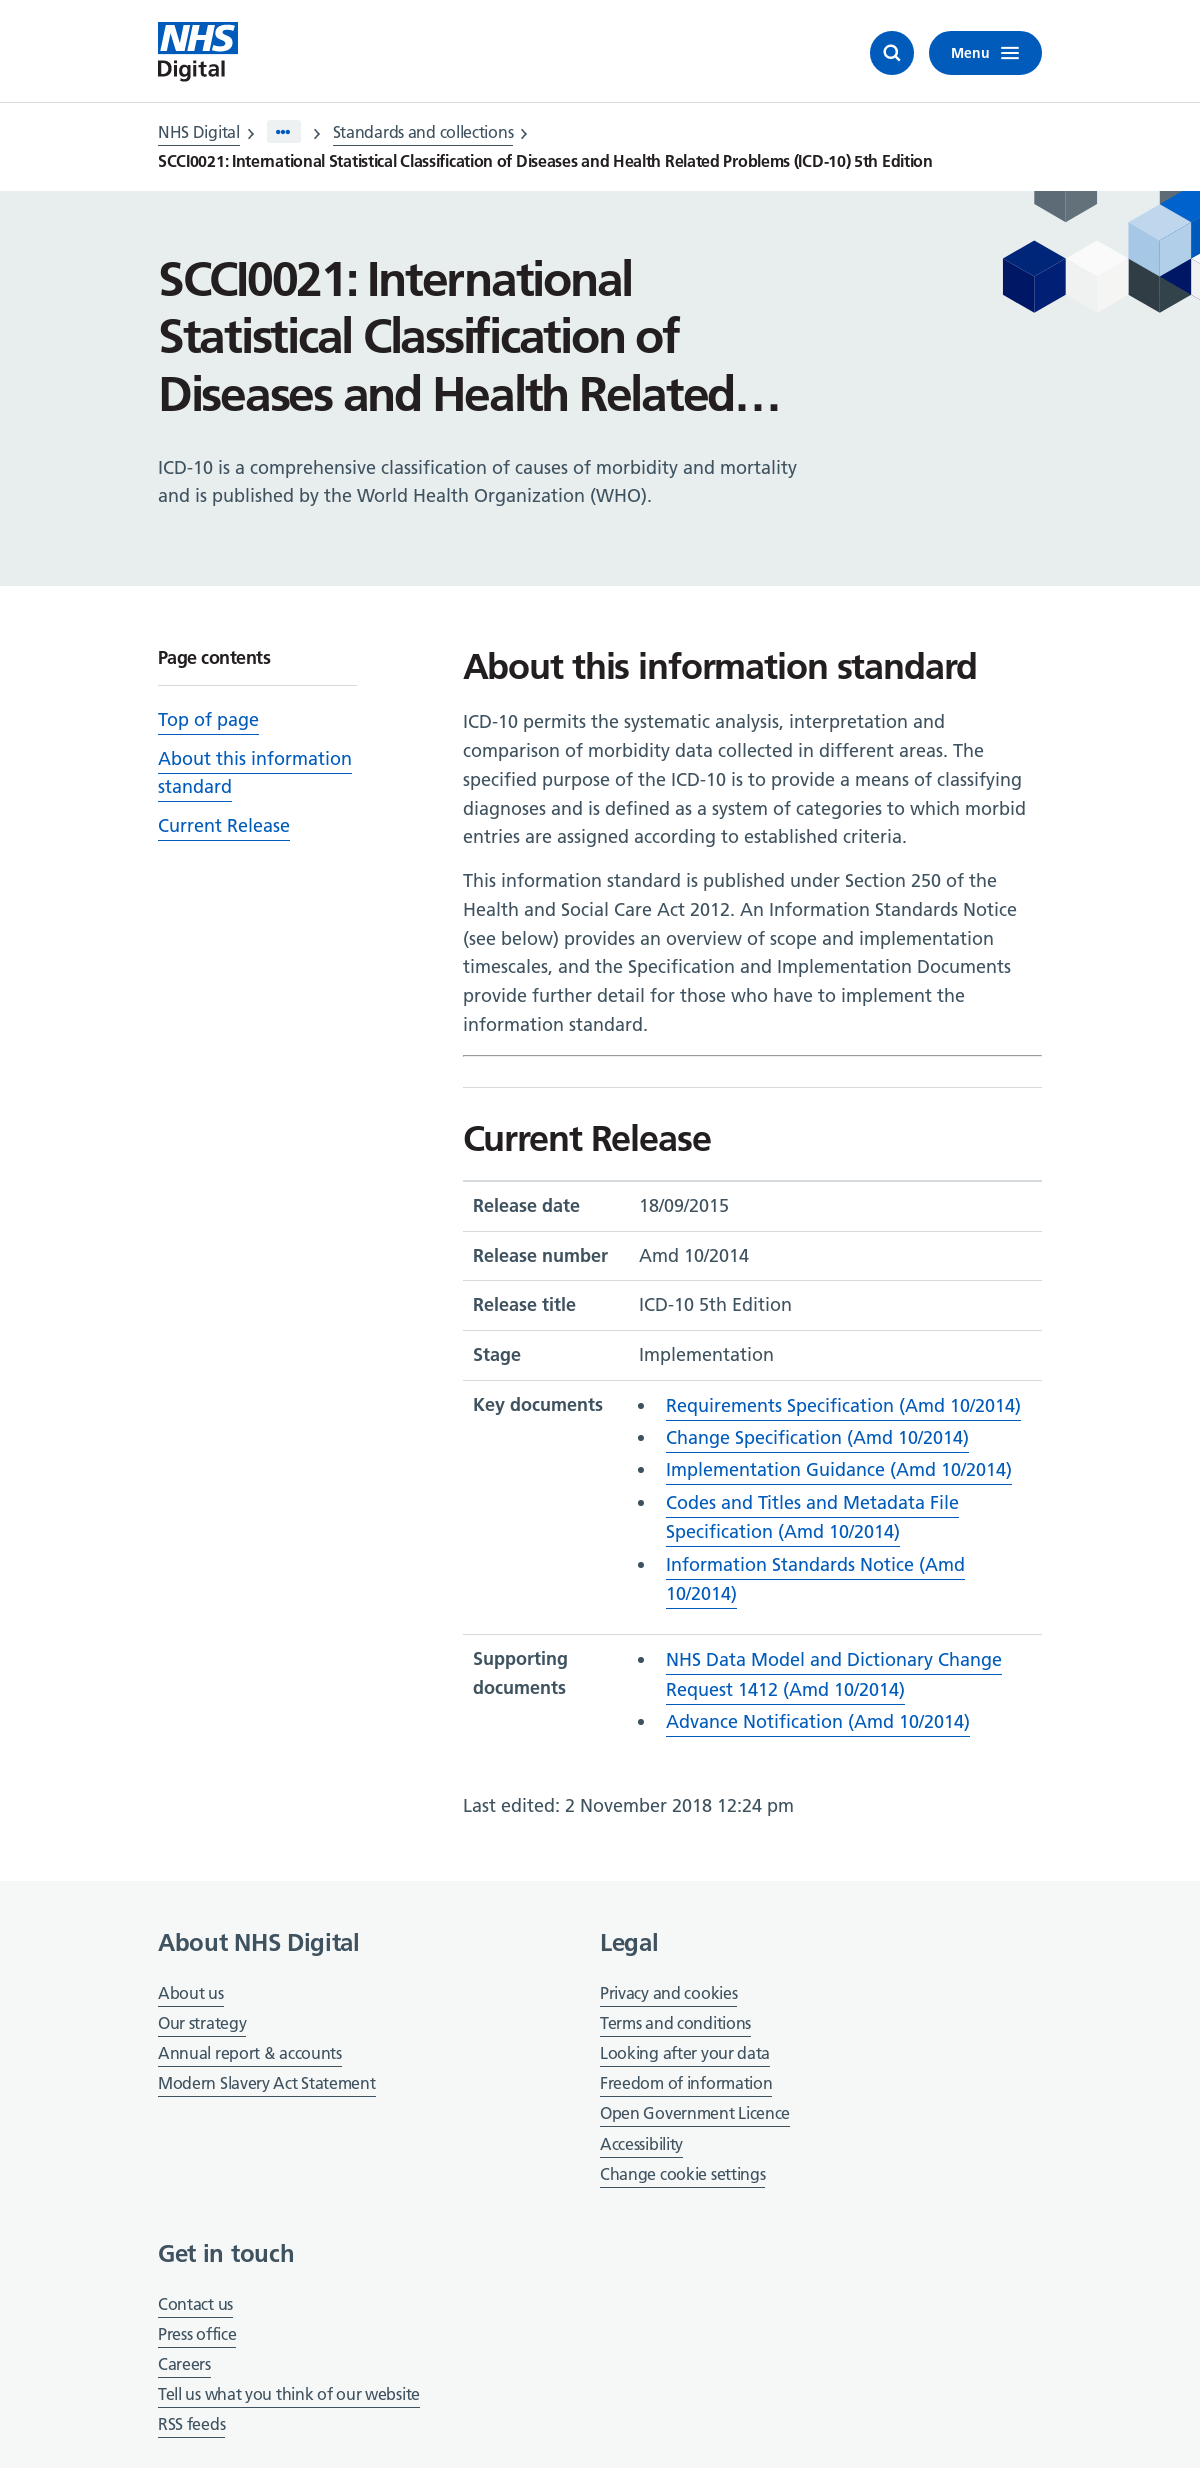 NHS
Digital
Menu
NHS Digital
Standards and collections
SCCI0021: International Statistical Classification of Diseases and Health Related Problems (ICD-10) 5th Edition
SCCI0021: International
Statistical Classification of
Diseases and Health Related…
ICD-10 is a comprehensive classification of causes of morbidity and mortality
and is published by the World Health Organization (WHO).
Page contents
Top of page
About this information
standard
Current Release
About this information standard
ICD-10 permits the systematic analysis, interpretation and
comparison of morbidity data collected in different areas. The
specified purpose of the ICD-10 is to provide a means of classifying
diagnoses and is defined as a system of categories to which morbid
entries are assigned according to established criteria.
This information standard is published under Section 250 of the
Health and Social Care Act 2012. An Information Standards Notice
(see below) provides an overview of scope and implementation
timescales, and the Specification and Implementation Documents
provide further detail for those who have to implement the
information standard.
Current Release
Release date 18/09/2015
Release number Amd 10/2014
Release title ICD-10 5th Edition
Stage Implementation
Key documents
• Requirements Specification (Amd 10/2014)
• Change Specification (Amd 10/2014)
• Implementation Guidance (Amd 10/2014)
• Codes and Titles and Metadata File
Specification (Amd 10/2014)
• Information Standards Notice (Amd
10/2014)
Supporting
documents
• NHS Data Model and Dictionary Change
Request 1412 (Amd 10/2014)
• Advance Notification (Amd 10/2014)
Last edited: 2 November 2018 12:24 pm
About NHS Digital
About us
Our strategy
Annual report & accounts
Modern Slavery Act Statement
Legal
Privacy and cookies
Terms and conditions
Looking after your data
Freedom of information
Open Government Licence
Accessibility
Change cookie settings
Get in touch
Contact us
Press office
Careers
Tell us what you think of our website
RSS feeds